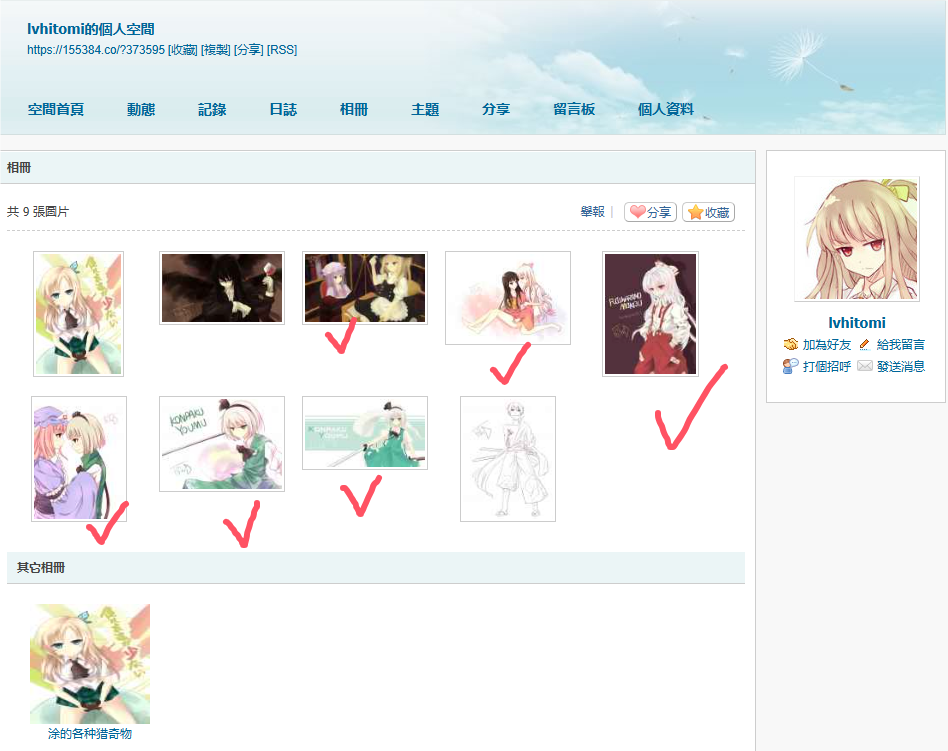 lvhitomi的個人空間
https://155384.co/?373595 [收藏] [複製] [分享] [RSS]
空間首頁 動態 記錄 日誌 相冊 主題 分享 留言板 個人資料
相冊
共 9 張圖片 舉報 | 分享 收藏
FUJIWARANO
MOKOU
KONPAKU
YOUMU
KONPAKU
YOUMU
lvhitomi
加為好友 給我留言
打個招呼 發送消息
其它相冊
涂的各种猎奇物